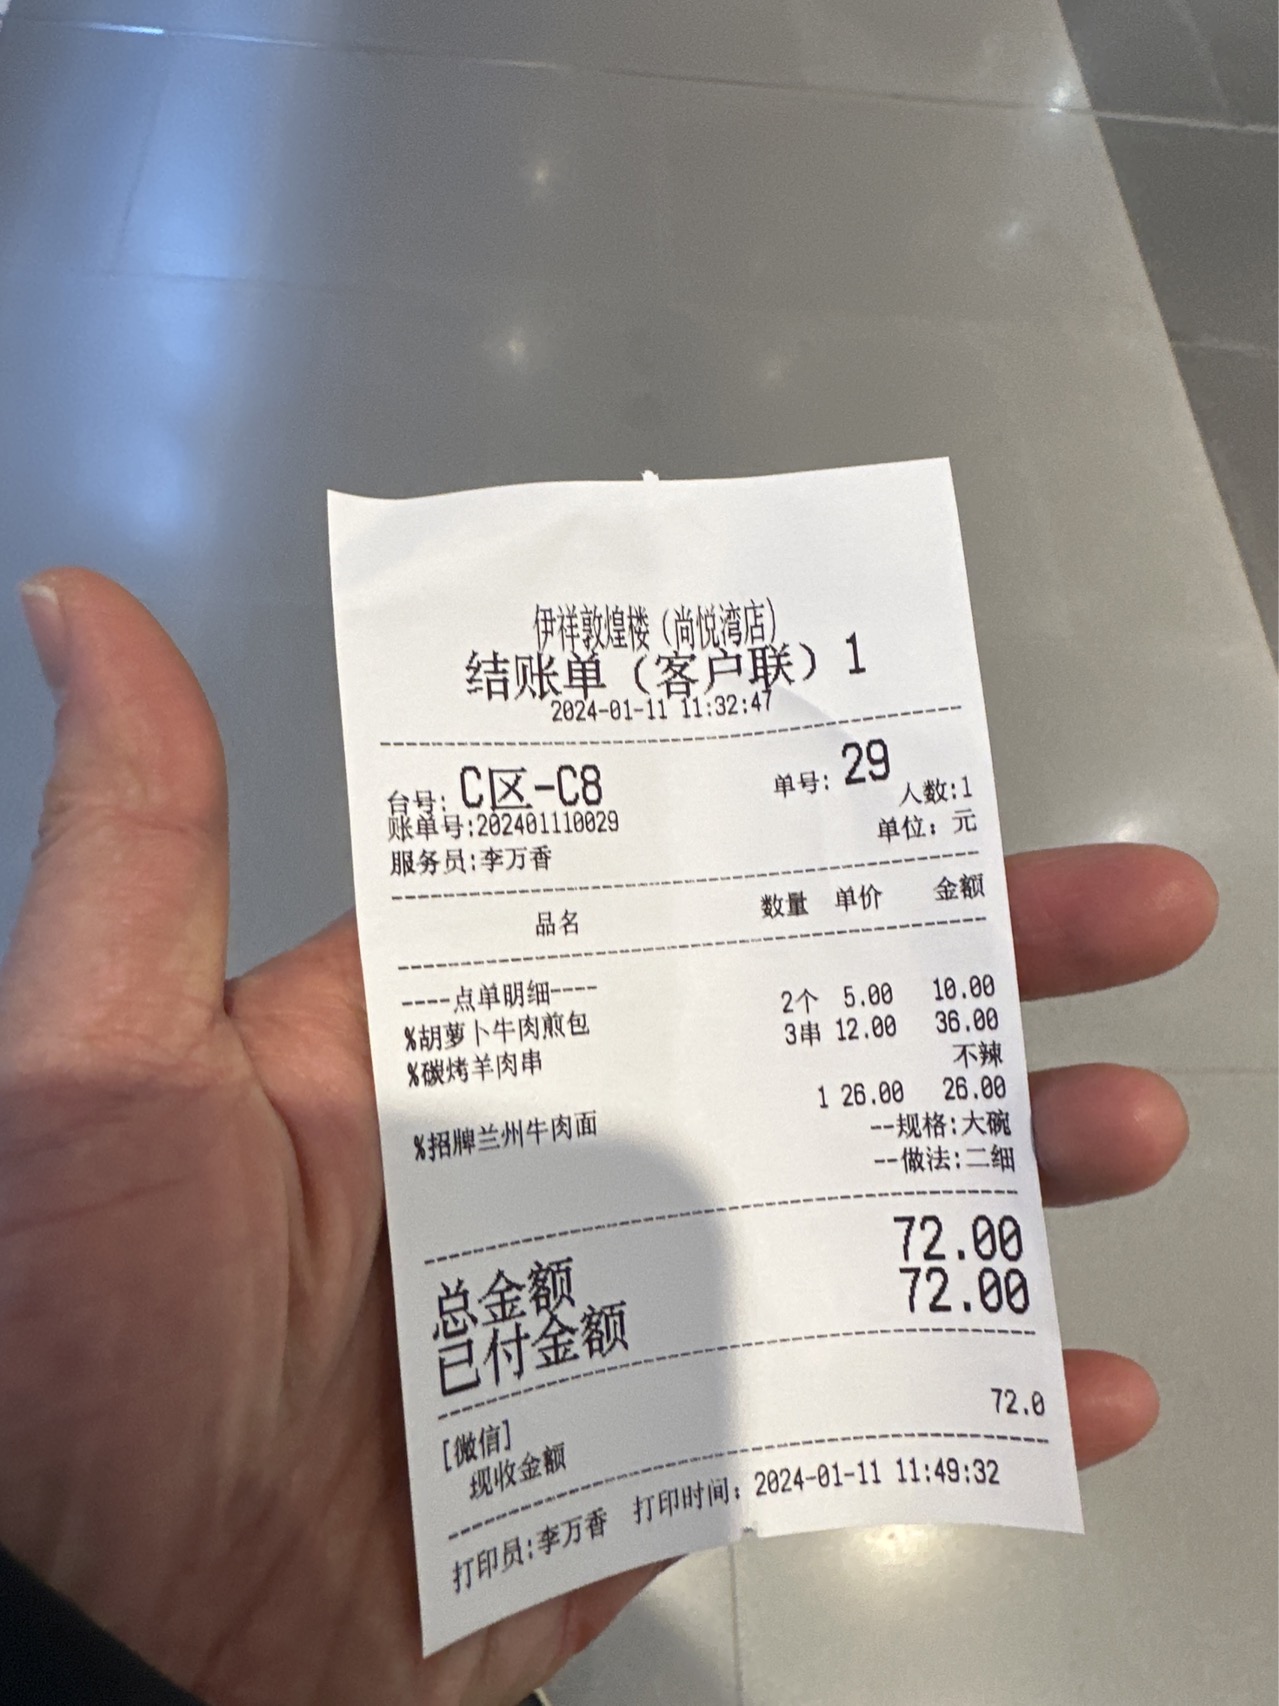 伊祥敦煌楼（尚悦湾店）
结账单（客户联）1
2024-01-11 11:32:47
台号: C区-C8 单号: 29
账单号:202401110029 人数:1
服务员:李万香 单位: 元
品名 数量 单价 金额
----点单明细----
%胡萝卜牛肉煎包 2个 5.00 10.00
%碳烤羊肉串 3串 12.00 36.00
不辣
%招牌兰州牛肉面 1 26.00 26.00
--规格:大碗
--做法:二细
总金额 72.00
已付金额 72.00
[微信]
现收金额 72.0
打印员:李万香 打印时间: 2024-01-11 11:49:32